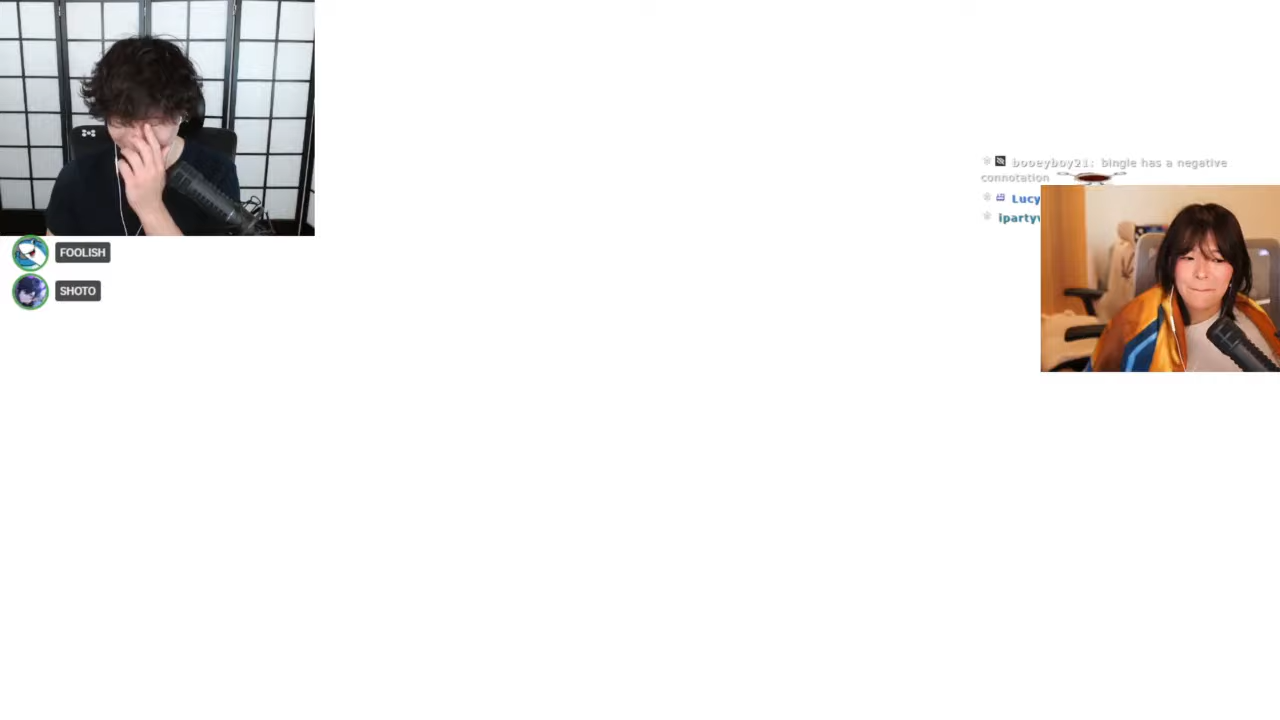 FOOLISH
SHOTO
booeyboy21: bingle has a negative
connotation
Lucy
ipartyv